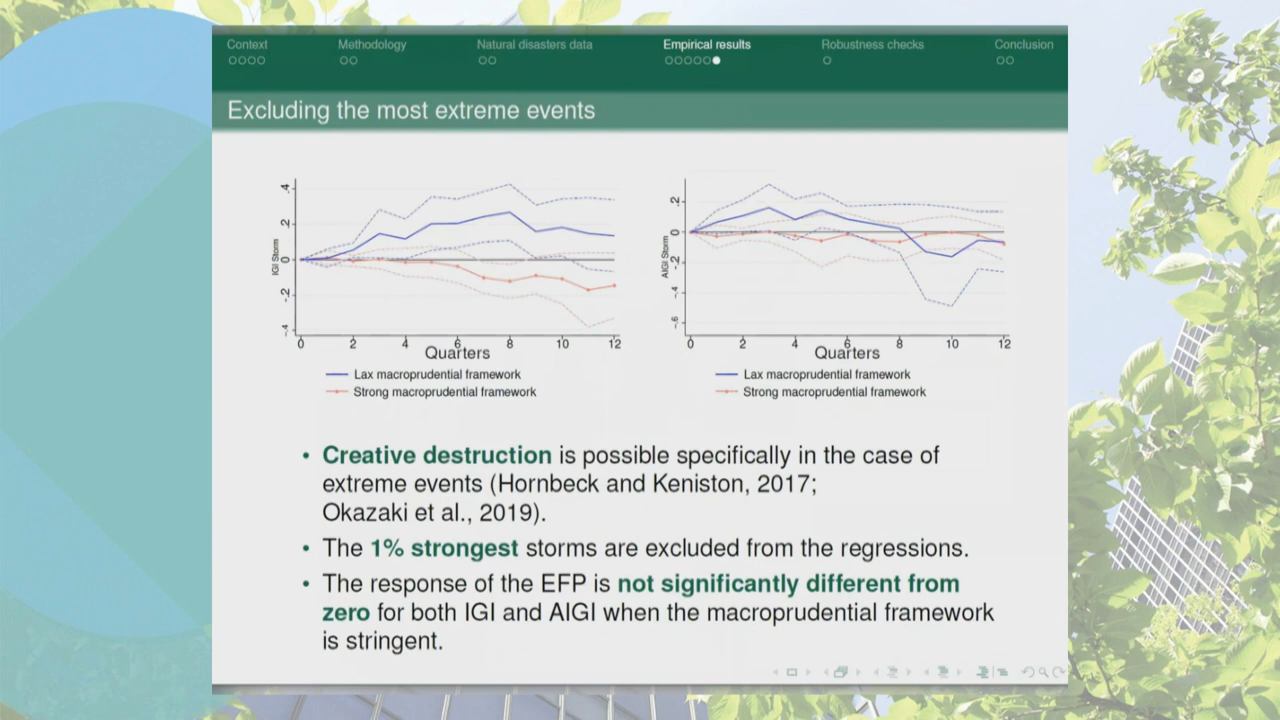 Context
Methodology
Natural disasters data
Empirical results
Robustness checks
Conclusion
Excluding the most extreme events
.4
.2
0
-.2
-.4
IGI Storm
0 2 4 6 8 10 12
Quarters
Lax macroprudential framework
Strong macroprudential framework
.2
0
-.2
-.4
-.6
AIGI Storm
0 2 4 6 8 10 12
Quarters
Lax macroprudential framework
Strong macroprudential framework
• Creative destruction is possible specifically in the case of
extreme events (Hornbeck and Keniston, 2017;
Okazaki et al., 2019).
• The 1% strongest storms are excluded from the regressions.
• The response of the EFP is not significantly different from
zero for both IGI and AIGI when the macroprudential framework
is stringent.